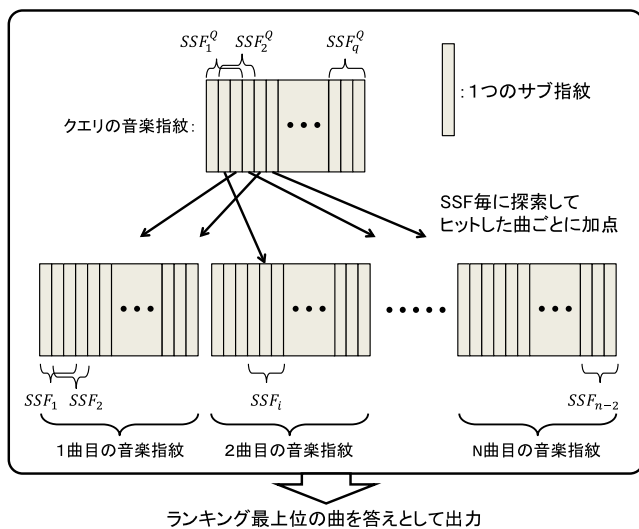 SSF₁^Q SSF₂^Q SSF_q^Q
クエリの音楽指紋：
：１つのサブ指紋
SSF毎に探索して
ヒットした曲ごとに加点
SSF₁ SSF₂ SSF_i SSF_{n-2}
1曲目の音楽指紋 2曲目の音楽指紋 N曲目の音楽指紋
ランキング最上位の曲を答えとして出力